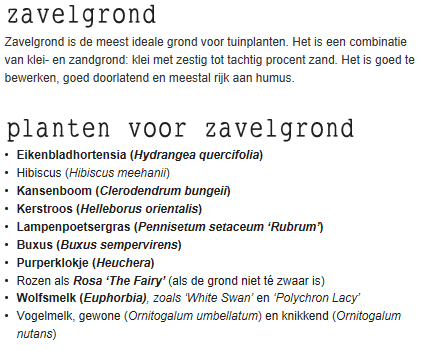 zavelgrond
Zavelgrond is de meest ideale grond voor tuinplanten. Het is een combinatie
van klei- en zandgrond: klei met zestig tot tachtig procent zand. Het is goed te
bewerken, goed doorlatend en meestal rijk aan humus.
planten voor zavelgrond
• Eikenbladhortensia (Hydrangea quercifolia)
• Hibiscus (Hibiscus meehanii)
• Kansenboom (Clerodendrum bungeii)
• Kerstroos (Helleborus orientalis)
• Lampenpoetsergras (Pennisetum setaceum ‘Rubrum’)
• Buxus (Buxus sempervirens)
• Purperklokje (Heuchera)
• Rozen als Rosa ‘The Fairy’ (als de grond niet té zwaar is)
• Wolfsmelk (Euphorbia), zoals ‘White Swan’ en ‘Polychron Lacy’
• Vogelmelk, gewone (Ornitogalum umbellatum) en knikkend (Ornitogalum
nutans)